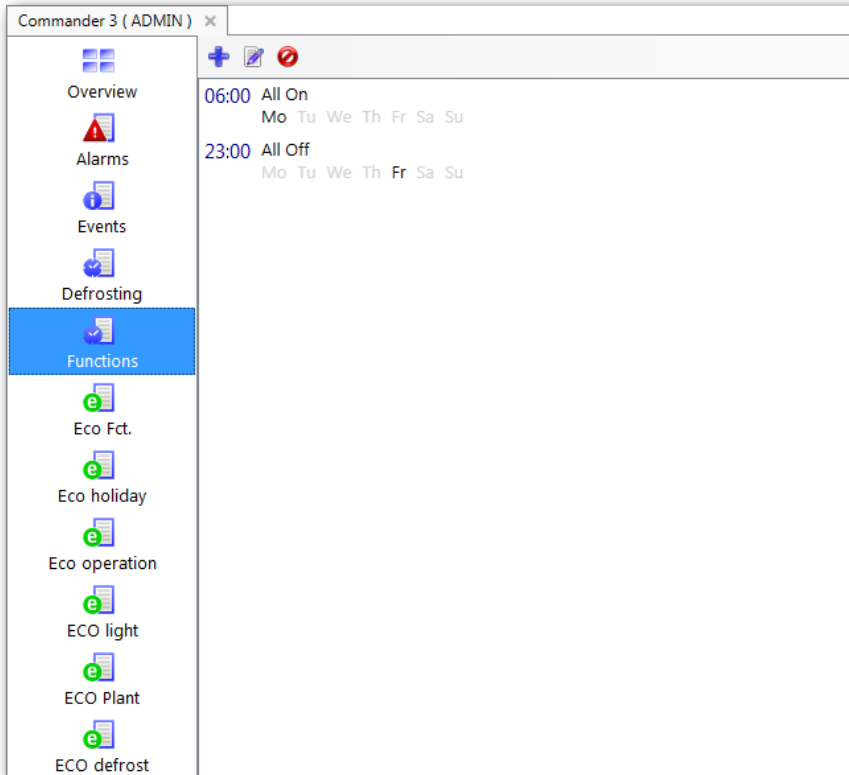 Commander 3 ( ADMIN )
Overview
Alarms
Events
Defrosting
Functions
Eco Fct.
Eco holiday
Eco operation
ECO light
ECO Plant
ECO defrost
06:00 All On
Mo Tu We Th Fr Sa Su
23:00 All Off
Mo Tu We Th Fr Sa Su